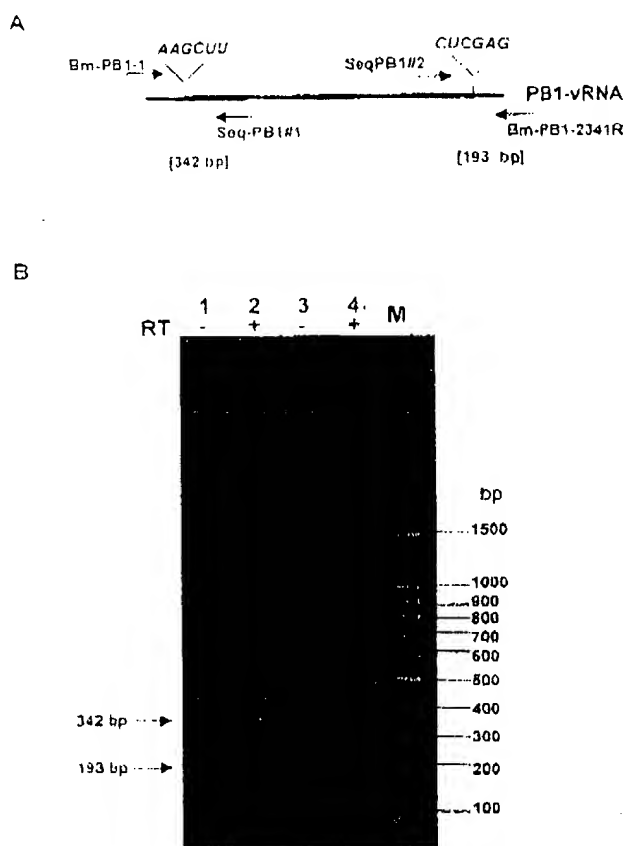 A
AAGCUU
CUCGAG
Bm-PB1-1
SeqPB1#2
PB1-vRNA
Seq-PB1#1
Bm-PB1-2341R
[342 bp]
[193 bp]
B
1 2 3 4 M
RT - + - +
bp
1500
1000
900
800
700
600
500
400
342 bp
300
193 bp
200
100